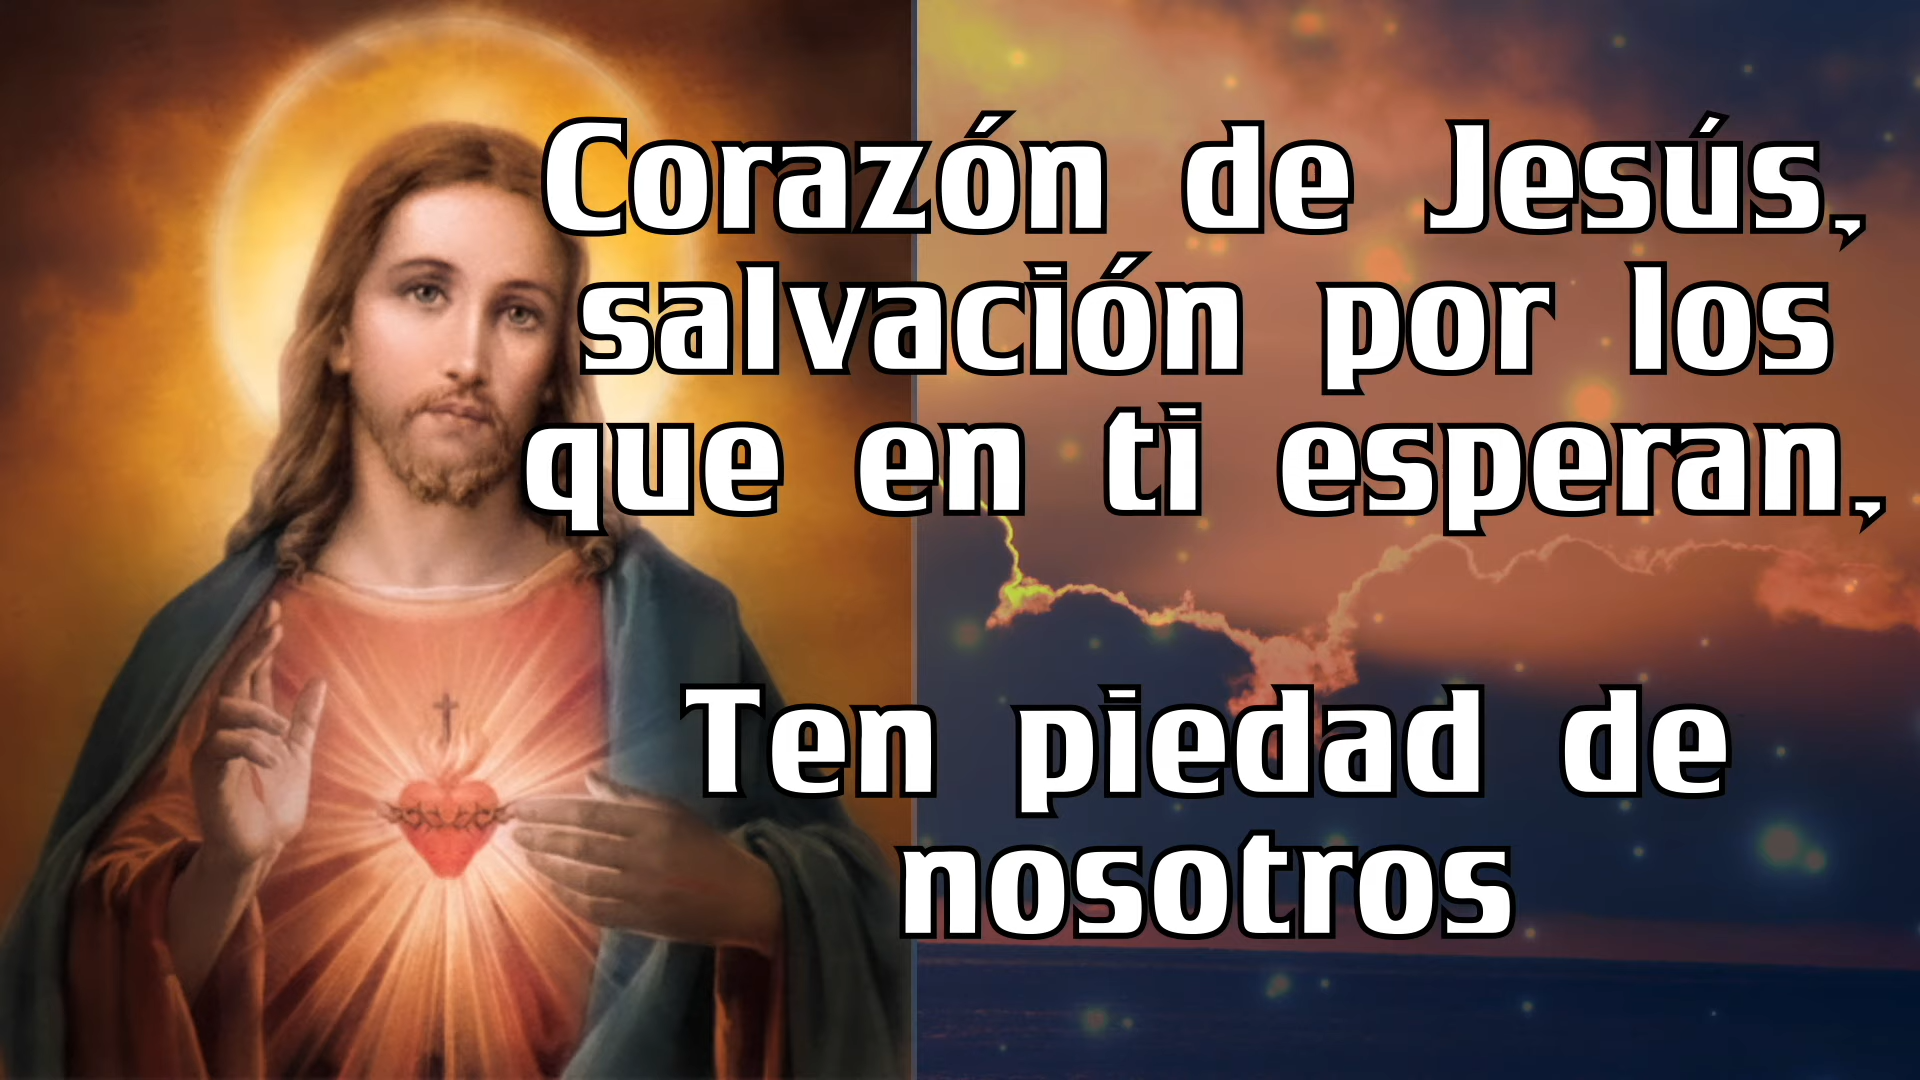 Corazón de Jesús,
salvación por los
que en ti esperan,
Ten piedad de
nosotros